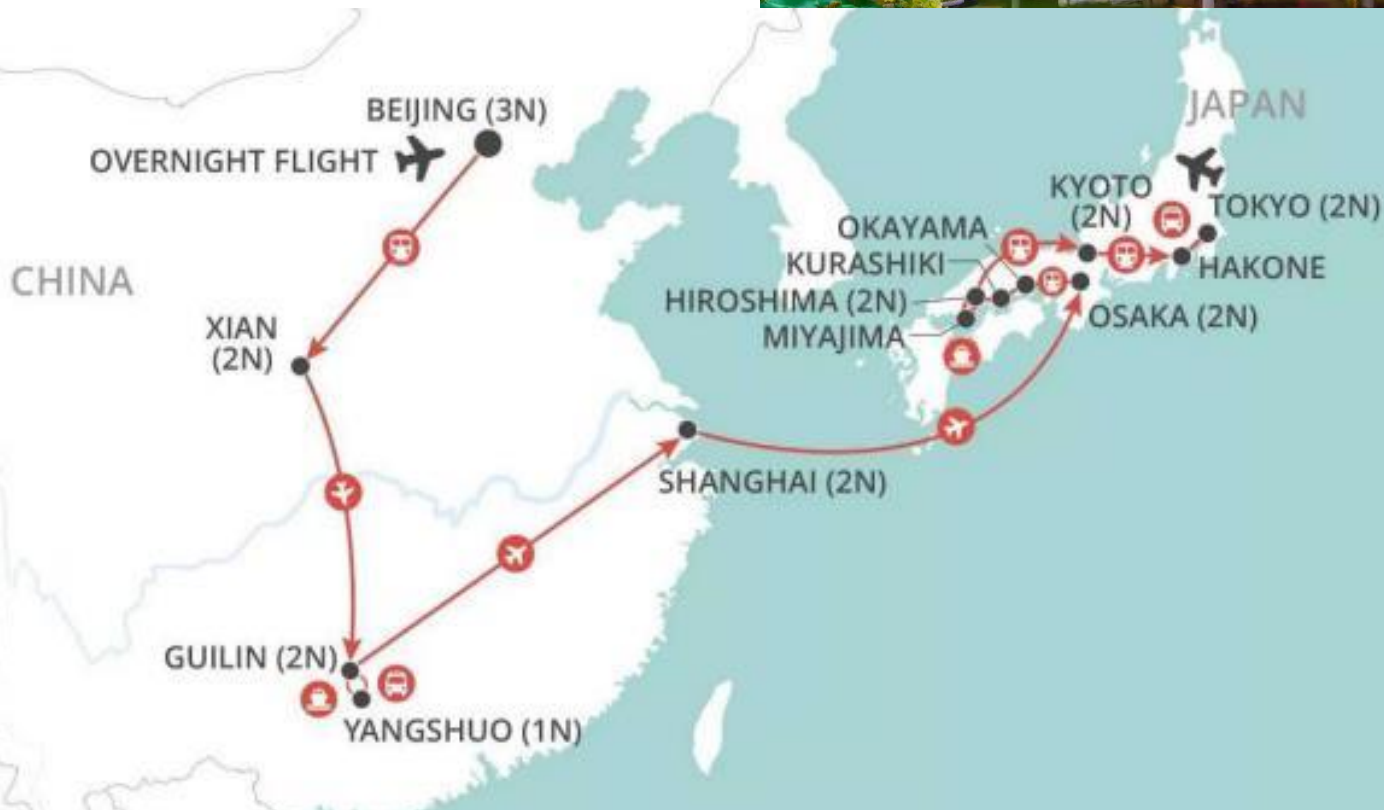 BEIJING (3N)
OVERNIGHT FLIGHT
CHINA
XIAN
(2N)
GUILIN (2N)
YANGSHUO (1N)
SHANGHAI (2N)
JAPAN
KYOTO
(2N)
TOKYO (2N)
OKAYAMA
KURASHIKI
HAKONE
HIROSHIMA (2N)
OSAKA (2N)
MIYAJIMA